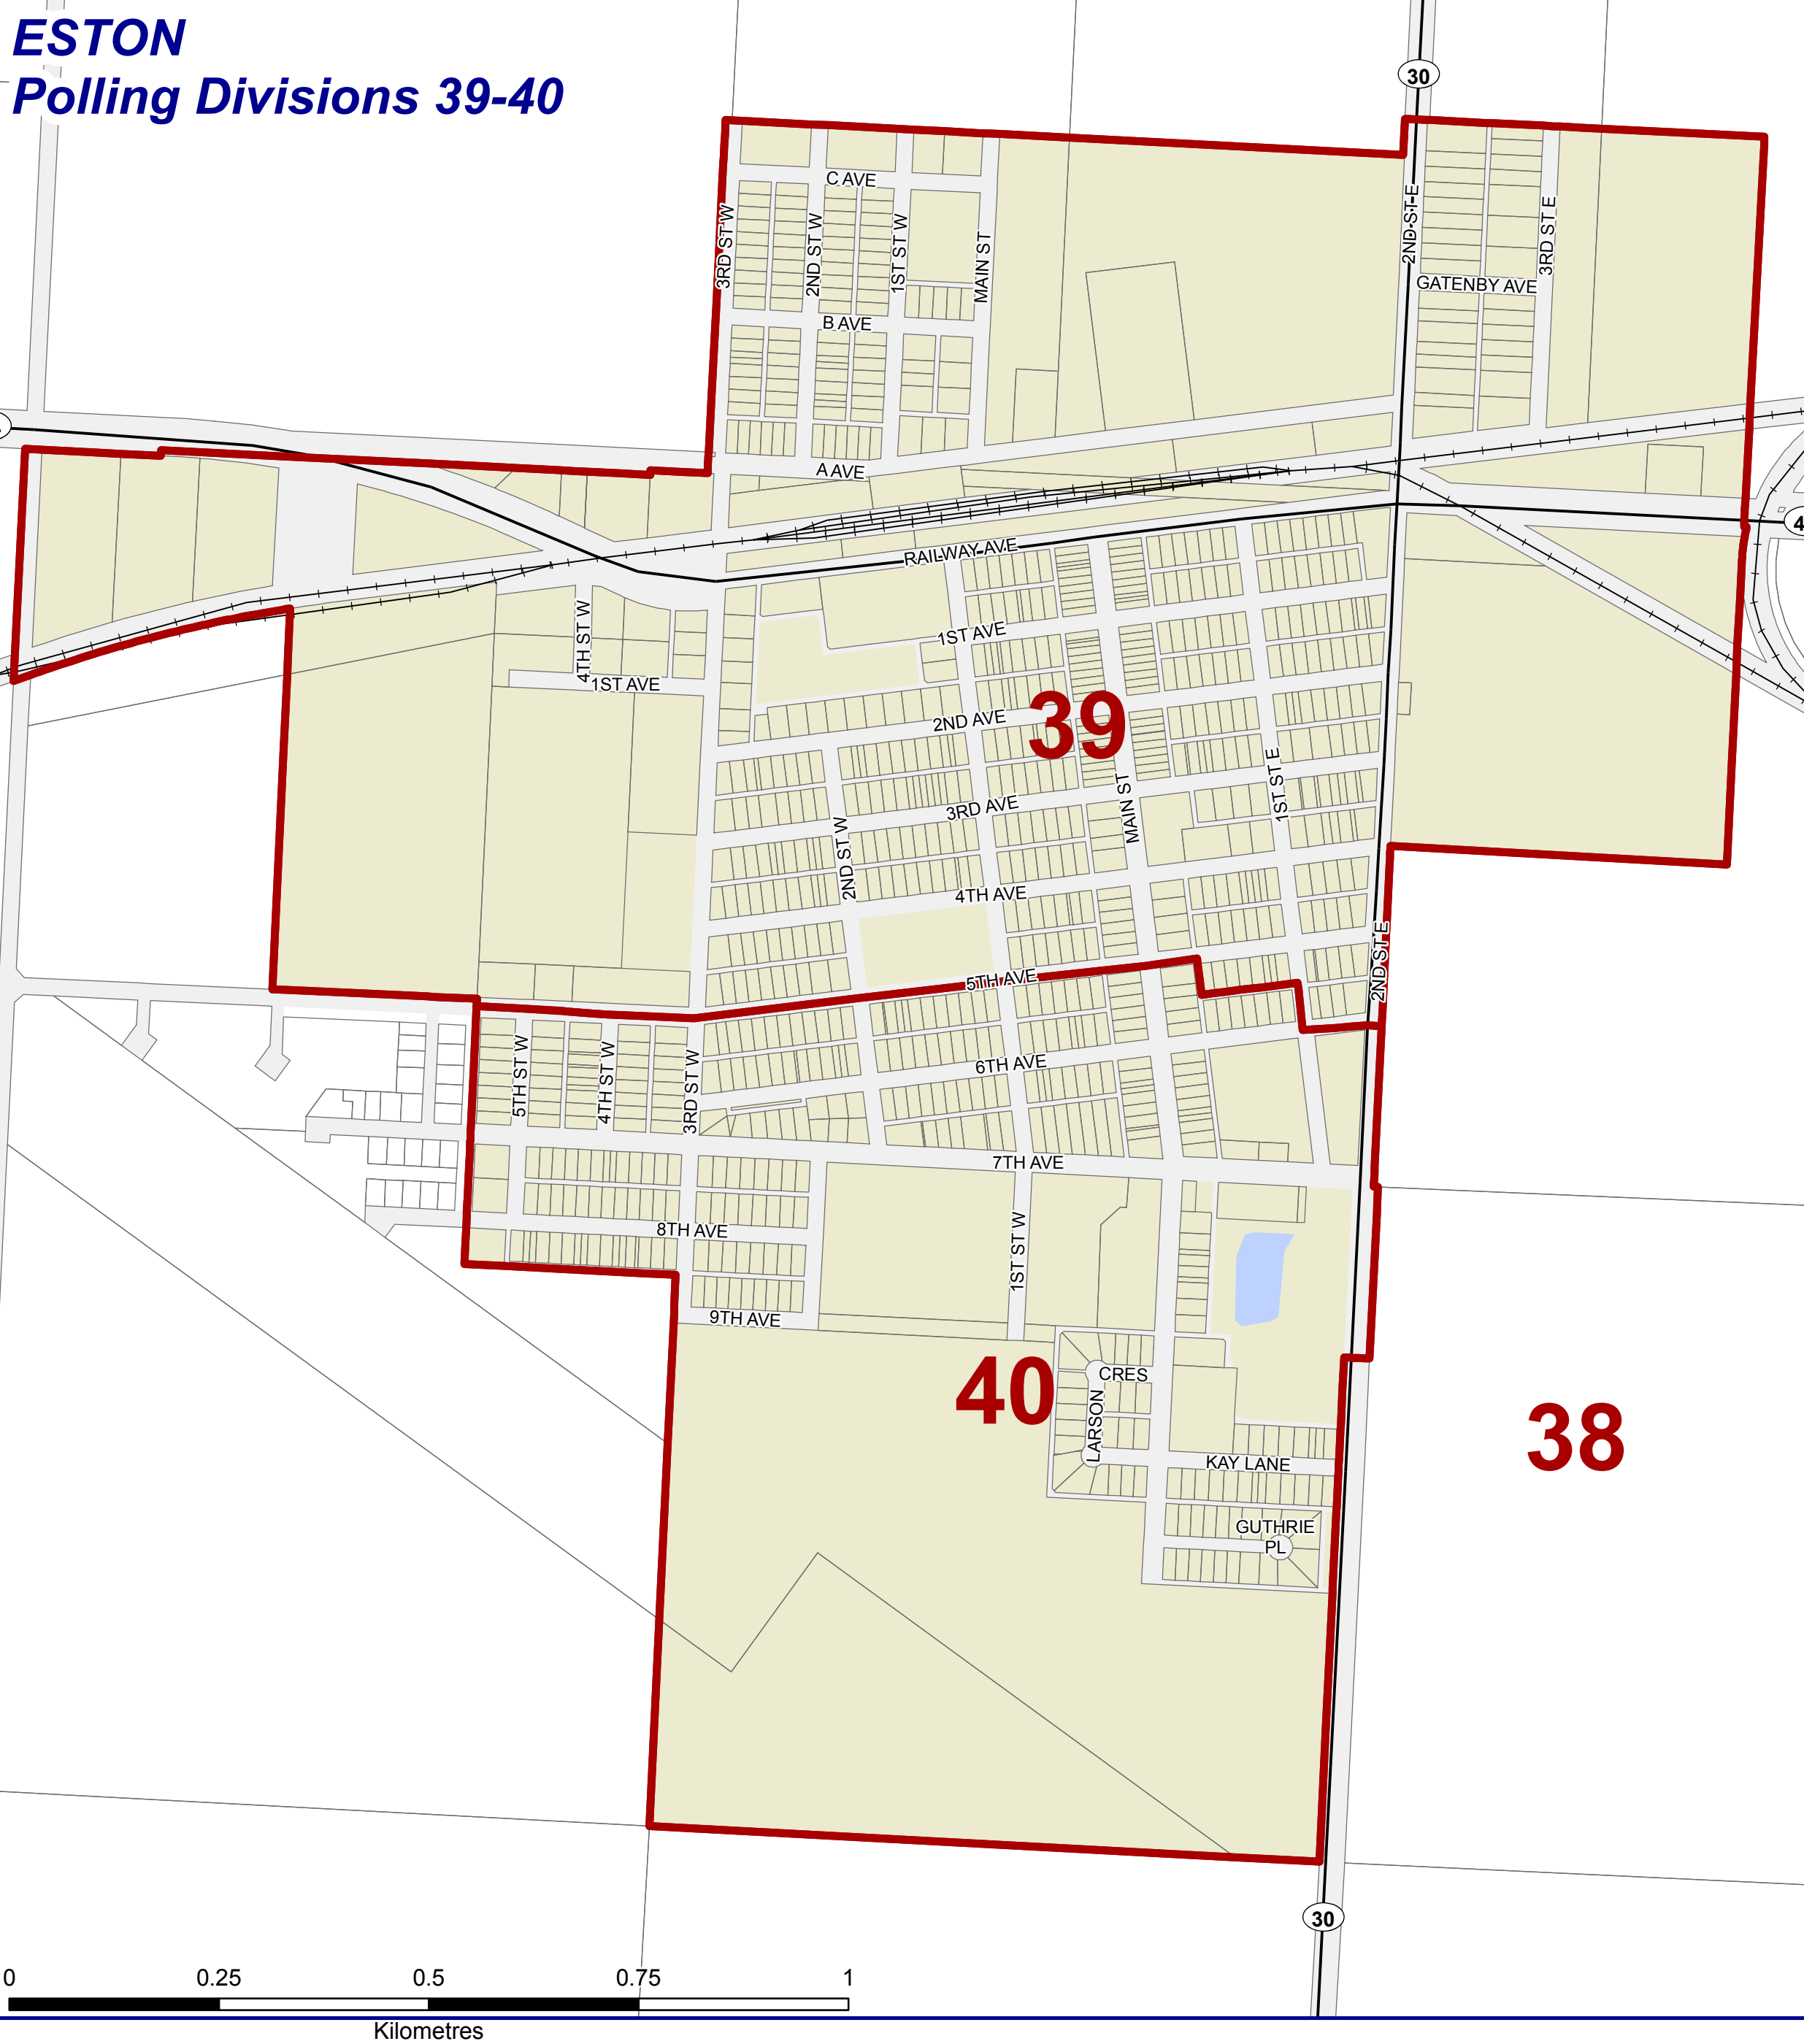 ESTON
Polling Divisions 39-40
30
C AVE
3RD ST W
2ND ST W
1ST ST W
MAIN ST
2ND ST E
3RD ST E
GATENBY AVE
B AVE
A AVE
4
RAILWAY AVE
4TH ST W
1ST AVE
1ST AVE
2ND AVE
39
3RD AVE
MAIN ST
1ST ST E
2ND ST W
4TH AVE
5TH AVE
2ND ST E
6TH AVE
5TH ST W
4TH ST W
3RD ST W
7TH AVE
8TH AVE
1ST ST W
9TH AVE
40
CRES
LARSON
38
KAY LANE
GUTHRIE
PL
30
0 0.25 0.5 0.75 1
Kilometres